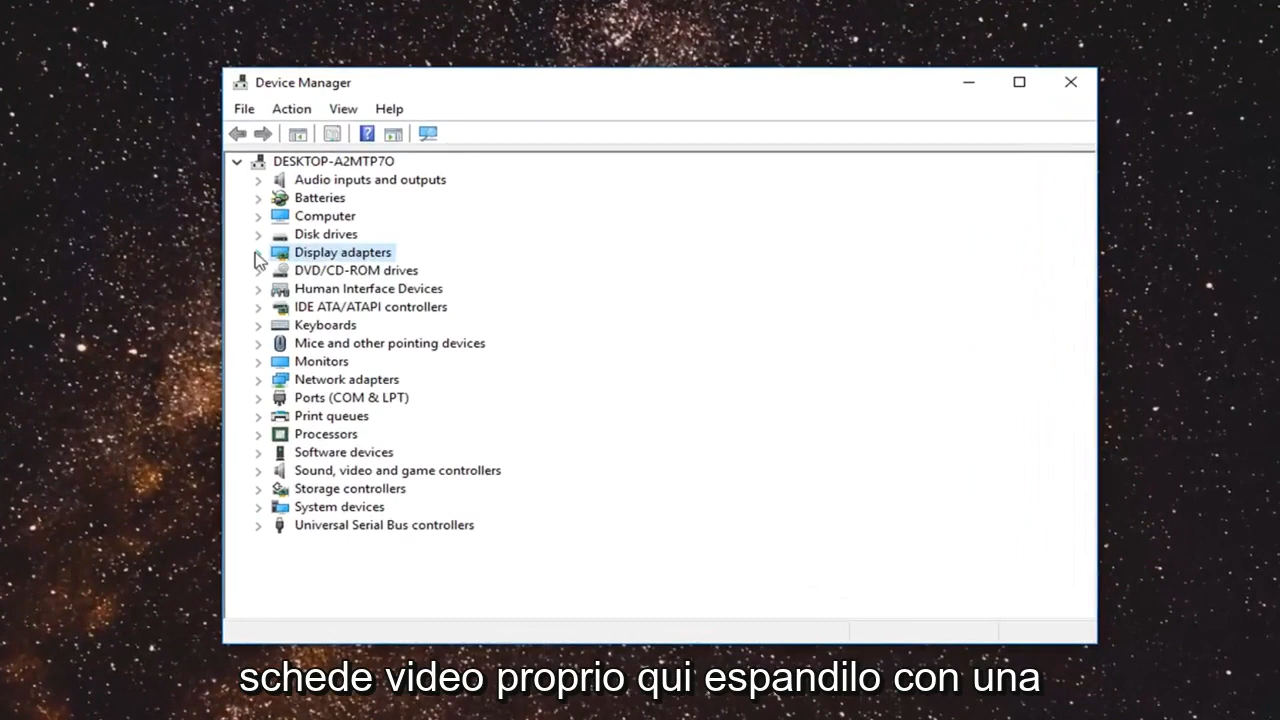 Device Manager
File Action View Help
DESKTOP-A2MTP7O
Audio inputs and outputs
Batteries
Computer
Disk drives
Display adapters
DVD/CD-ROM drives
Human Interface Devices
IDE ATA/ATAPI controllers
Keyboards
Mice and other pointing devices
Monitors
Network adapters
Ports (COM & LPT)
Print queues
Processors
Software devices
Sound, video and game controllers
Storage controllers
System devices
Universal Serial Bus controllers
schede video proprio qui espandilo con una